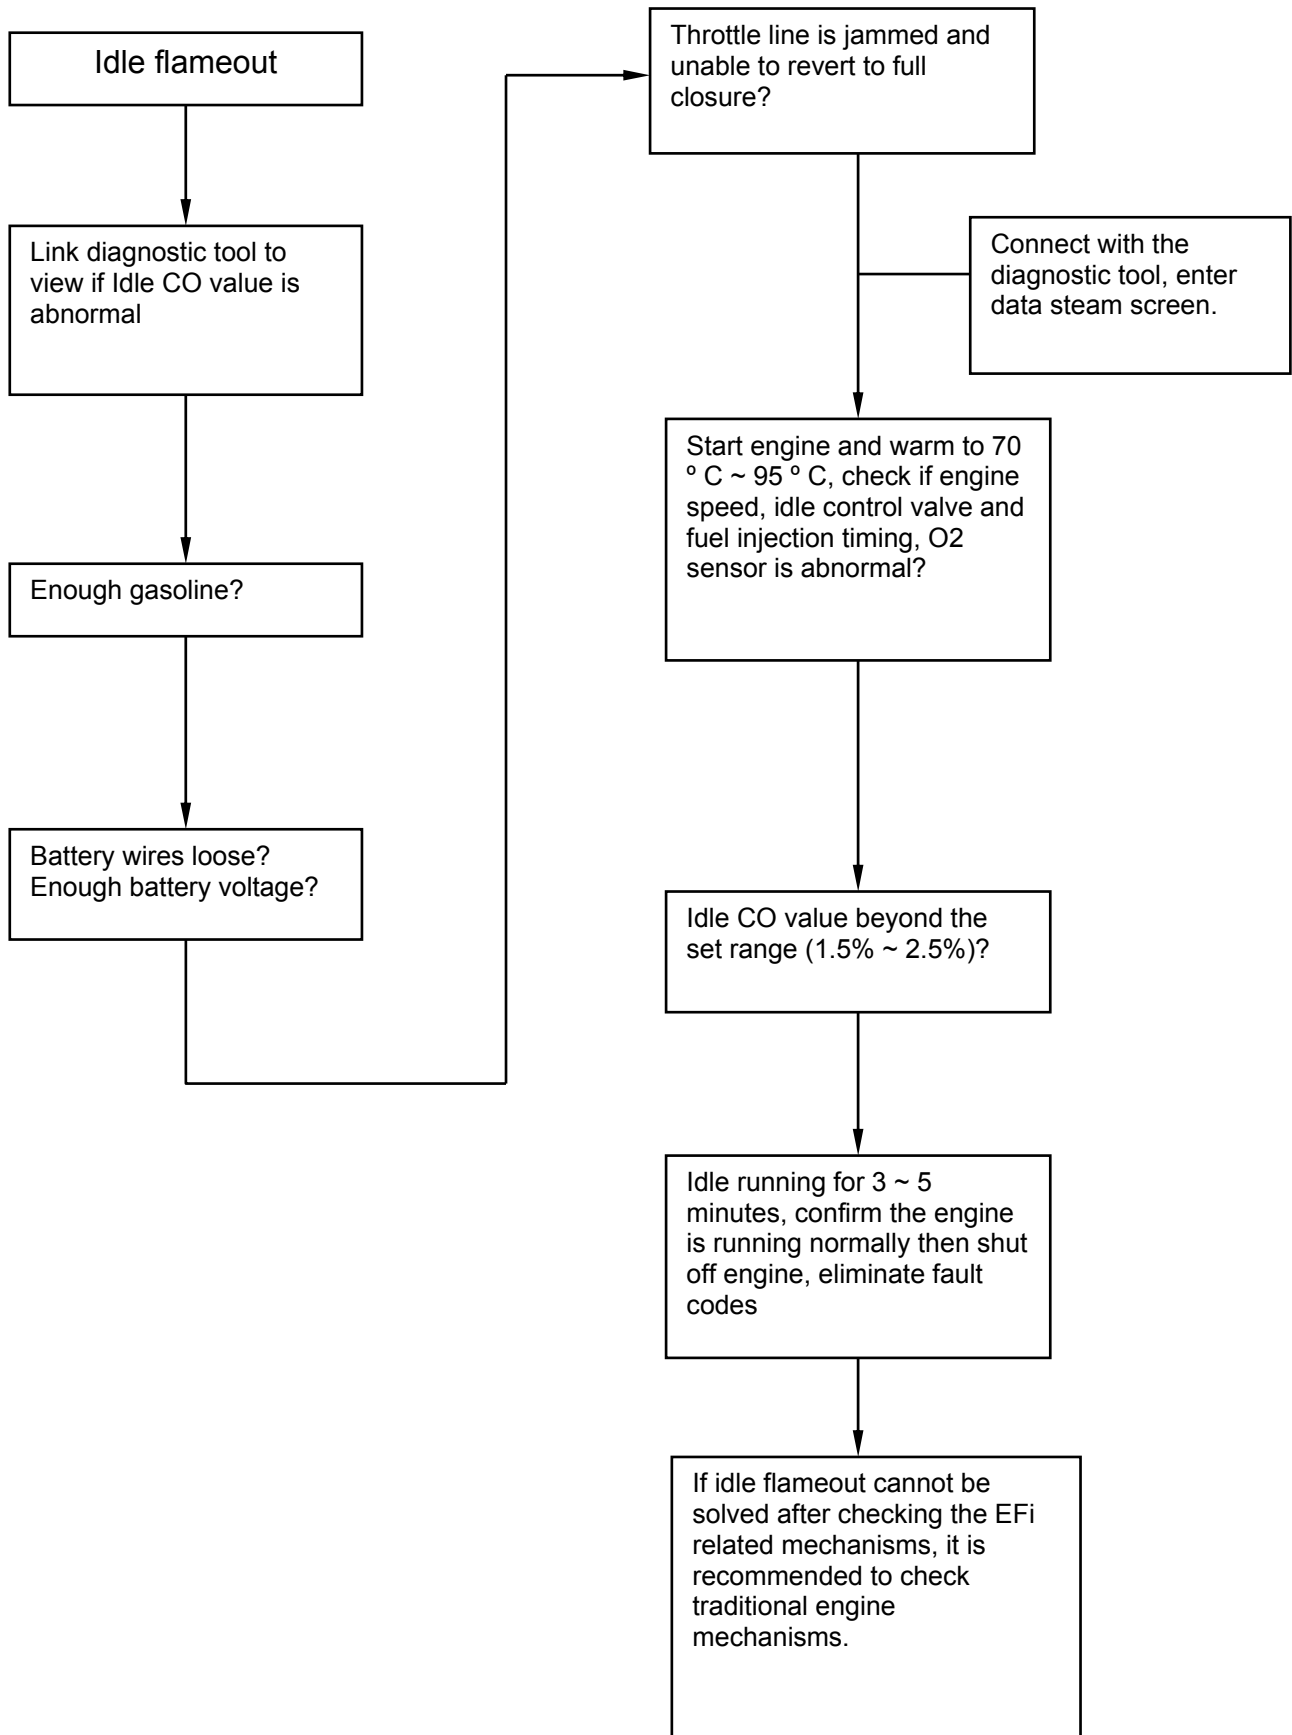 Idle flameout
Link diagnostic tool to
view if Idle CO value is
abnormal
Enough gasoline?
Battery wires loose?
Enough battery voltage?
Throttle line is jammed and
unable to revert to full
closure?
Connect with the
diagnostic tool, enter
data steam screen.
Start engine and warm to 70
º C ~ 95 º C, check if engine
speed, idle control valve and
fuel injection timing, O2
sensor is abnormal?
Idle CO value beyond the
set range (1.5% ~ 2.5%)?
Idle running for 3 ~ 5
minutes, confirm the engine
is running normally then shut
off engine, eliminate fault
codes
If idle flameout cannot be
solved after checking the EFi
related mechanisms, it is
recommended to check
traditional engine
mechanisms.